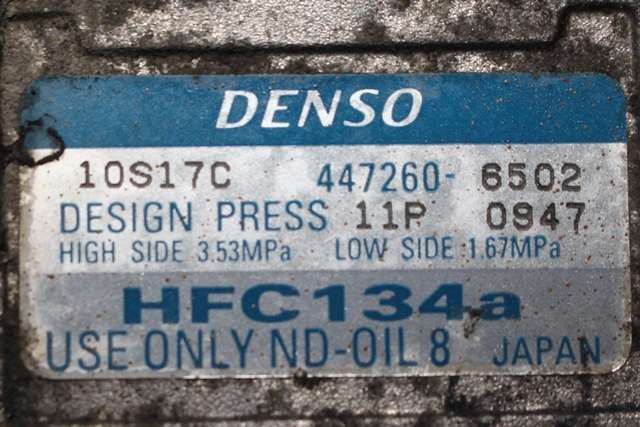 DENSO
10S17C 447260-6502
DESIGN PRESS 11P 0947
HIGH SIDE 3.53MPa LOW SIDE 1.67MPa
HFC134a
USE ONLY ND-OIL 8 JAPAN